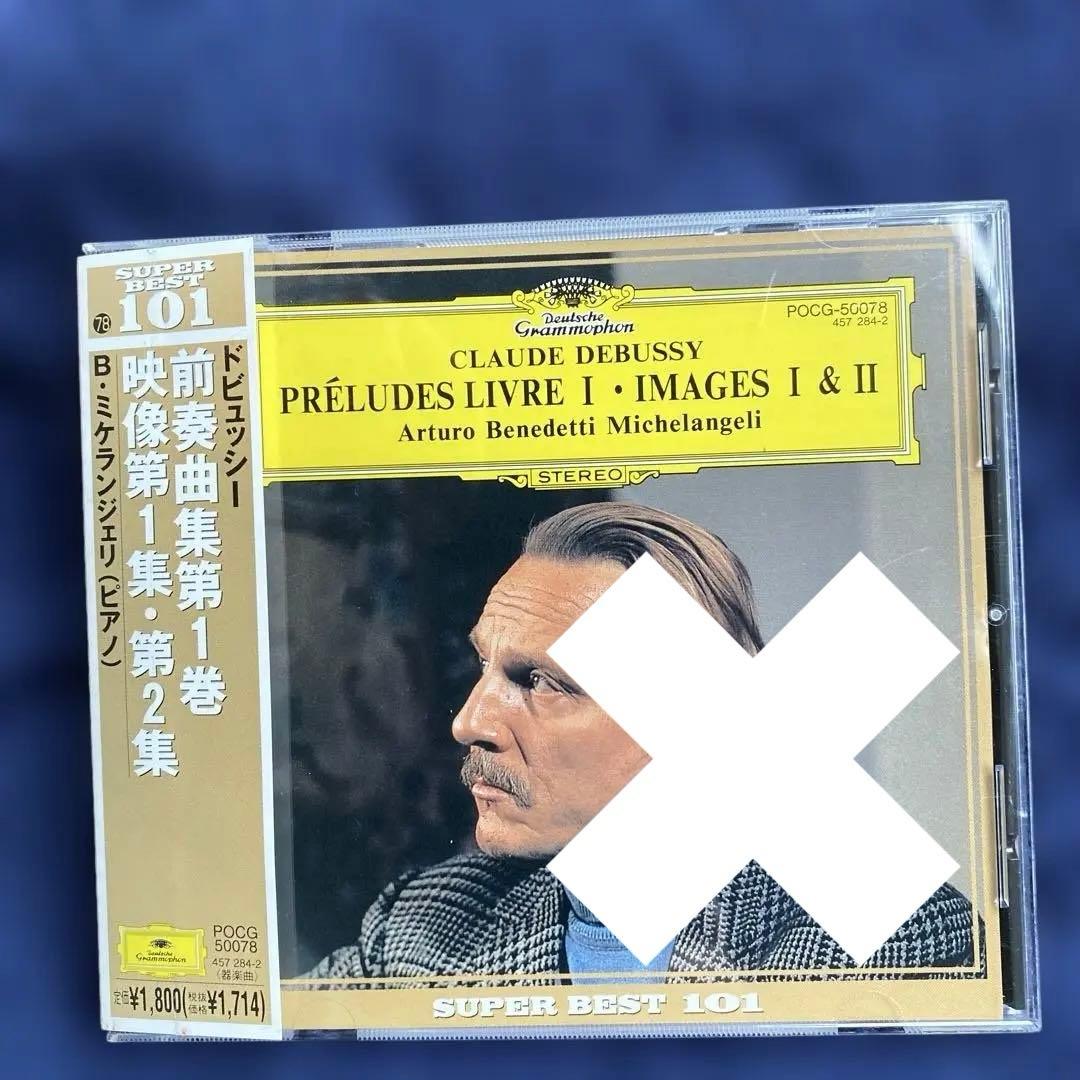 SUPER
BEST
101
78
ドビュッシー
前奏曲集第1巻
映像第1集・第2集
B・ミケランジェリ(ピアノ)
Deutsche
Grammophon
POCG
50078
457 284-2
〈器楽曲〉
定価¥1,800(税抜価格¥1,714)
Deutsche
Grammophon
POCG-50078
457 284-2
CLAUDE DEBUSSY
PRÉLUDES LIVRE I · IMAGES I & II
Arturo Benedetti Michelangeli
STEREO
SUPER BEST 101